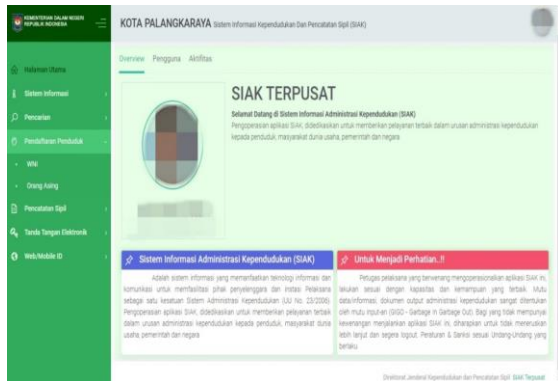 KEMENTERIAN DALAM NEGERI
REPUBLIK INDONESIA
KOTA PALANGKARAYA Sistem Informasi Kependudukan Dan Pencatatan Sipil (SIAK)
Overview Pengguna Aktifitas
Halaman Utama
Sistem Informasi
Pencarian
Pendaftaran Penduduk
WNI
Orang Asing
Pencatatan Sipil
Tanda Tangan Elektronik
Web/Mobile ID
SIAK TERPUSAT
Selamat Datang di Sistem Informasi Administrasi Kependudukan (SIAK)
Pengoperasian aplikasi SIAK, didedikasikan untuk memberikan pelayanan terbaik dalam urusan administrasi kependudukan
kepada penduduk, masyarakat dunia usaha, pemerintah dan negara.
Sistem Informasi Administrasi Kependudukan (SIAK)
Adalah sistem informasi yang memanfaatkan teknologi informasi dan
komunikasi untuk memfasilitasi pihak penyelenggara dan instasi Pelaksana
sebagai satu kesatuan Sistem Administrasi Kependudukan (UU No. 23/2006).
Pengoperasian aplikasi SIAK, didedikasikan untuk memberikan pelayanan terbaik
dalam urusan administrasi kependudukan kepada penduduk, masyarakat dunia
usaha, pemerintah dan negara
Untuk Menjadi Perhatian..!!
Petugas pelaksana yang berwenang mengoperasionalkan aplikasi SIAK ini,
lakukan sesuai dengan kapasitas dan kemampuan yang terbaik. Mutu
data/informasi, dokumen output administrasi kependudukan sangat ditentukan
oleh mutu input-an (GIGO - Garbage In Garbage Out). Bagi yang tidak mempunyai
kewenangan menjalankan aplikasi SIAK ini, diharapkan untuk tidak meneruskan
lebih lanjut dan segera logout. Peraturan & Sanksi sesuai Undang-Undang yang
berlaku
Direktorat Jenderal Kependudukan dan Pencatatan Sipil SIAK Terpusat